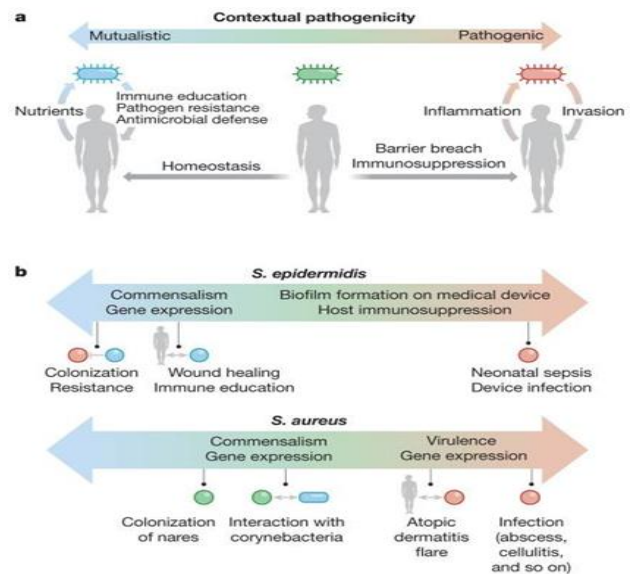 a
Contextual pathogenicity
Mutualistic
Pathogenic
Nutrients
Immune education
Pathogen resistance
Antimicrobial defense
Inflammation
Invasion
Homeostasis
Barrier breach
Immunosuppression
b
S. epidermidis
Commensalism
Gene expression
Biofilm formation on medical device
Host immunosuppression
Colonization
Resistance
Wound healing
Immune education
Neonatal sepsis
Device infection
S. aureus
Commensalism
Gene expression
Virulence
Gene expression
Colonization
of nares
Interaction with
corynebacteria
Atopic
dermatitis
flare
Infection
(abscess,
cellulitis,
and so on)